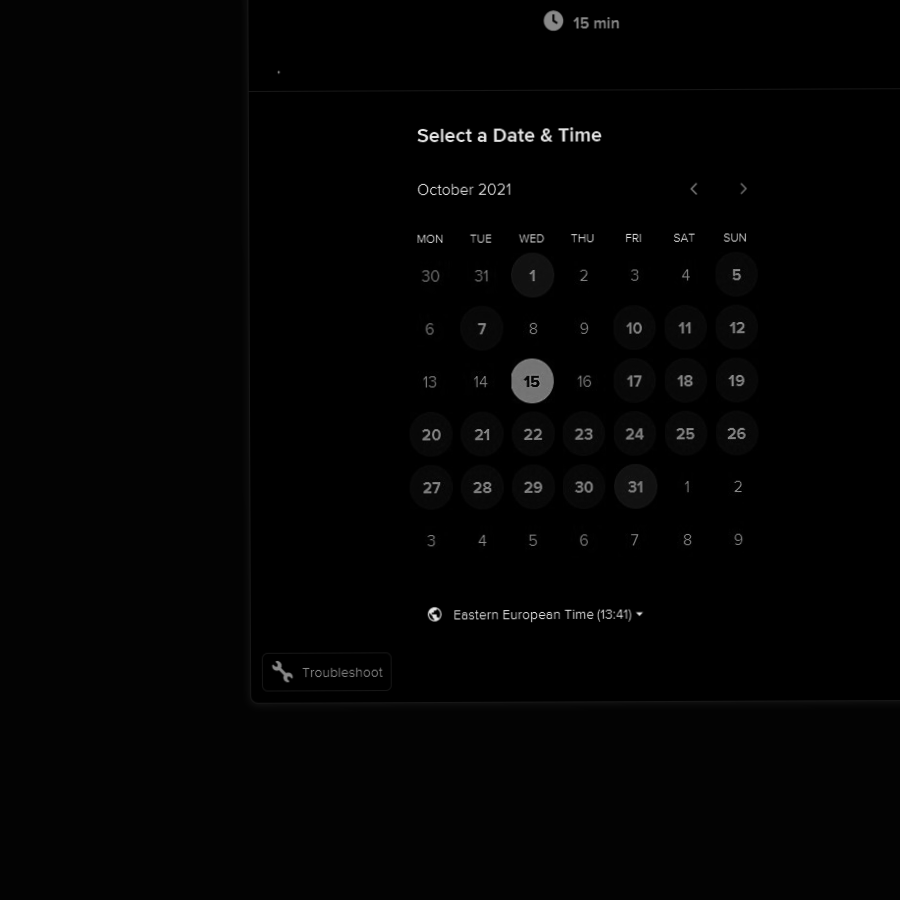 15 min
Select a Date & Time
October 2021
MON TUE WED THU FRI SAT SUN
30 31 1 2 3 4 5
6 7 8 9 10 11 12
13 14 15 16 17 18 19
20 21 22 23 24 25 26
27 28 29 30 31 1 2
3 4 5 6 7 8 9
Eastern European Time (13:41)
Troubleshoot